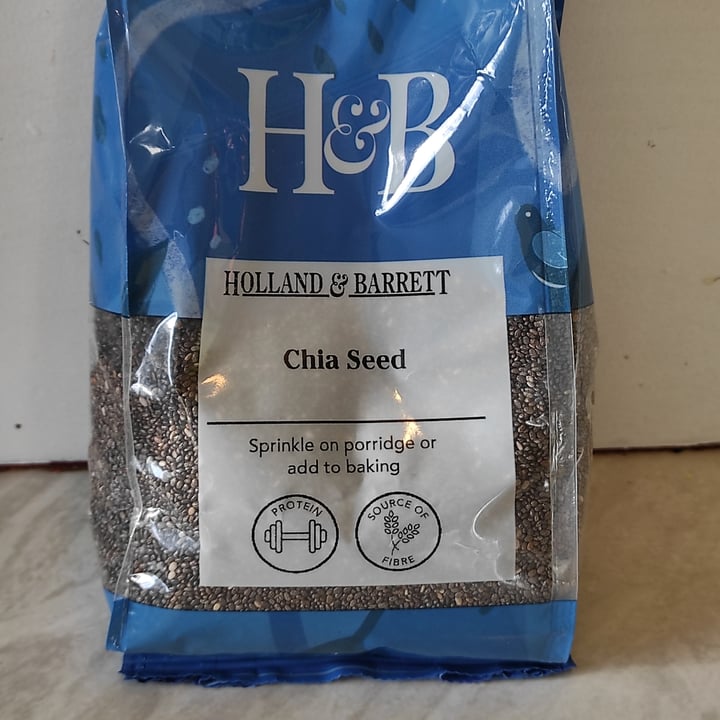 H&B
HOLLAND & BARRETT
Chia Seed
Sprinkle on porridge or
add to baking
PROTEIN
SOURCE OF
FIBRE